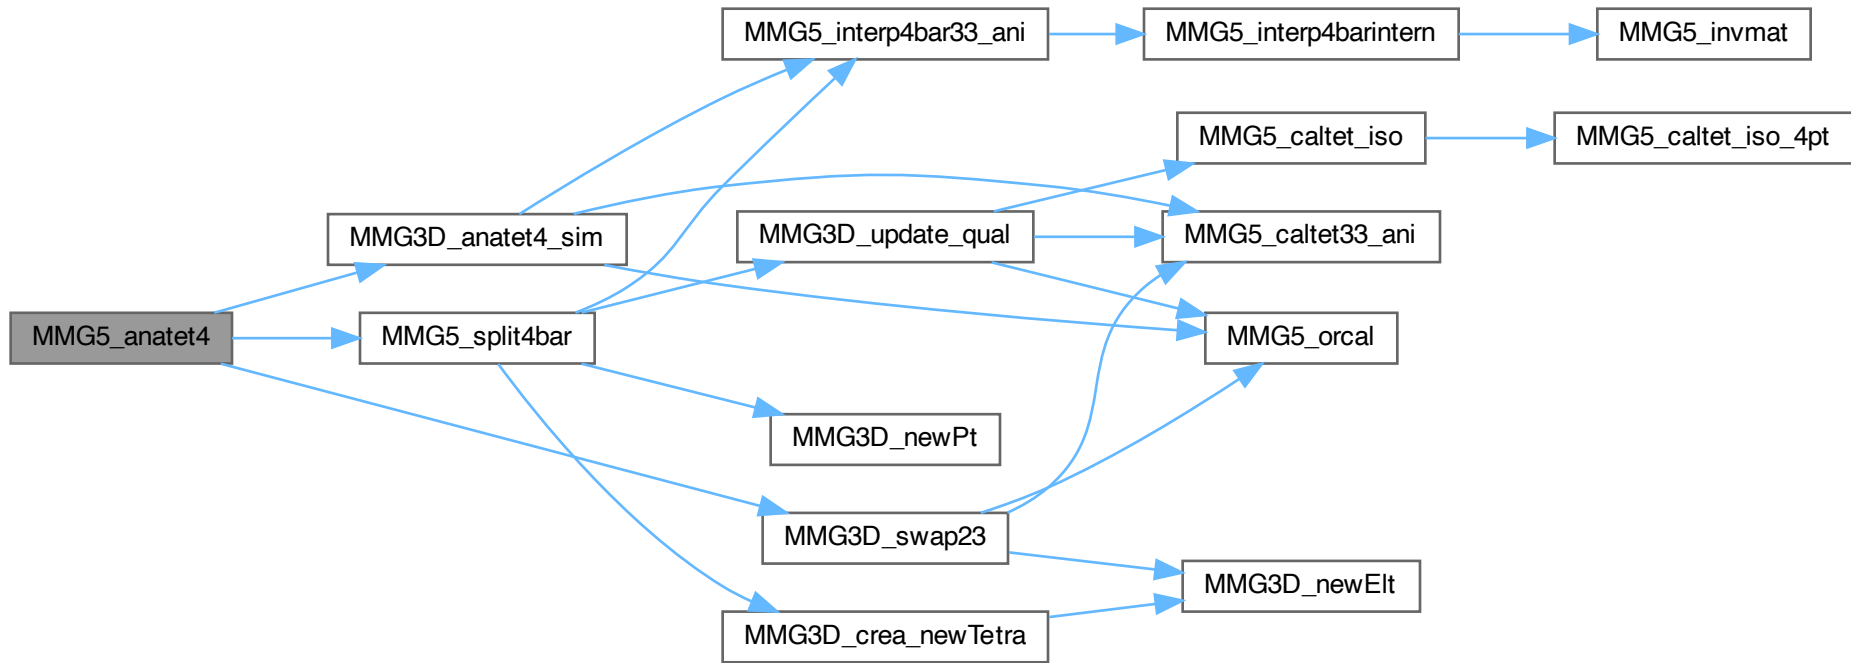 MMG5_interp4bar33_ani
MMG5_interp4barintern
MMG5_invmat
MMG5_caltet_iso
MMG5_caltet_iso_4pt
MMG3D_anatet4_sim
MMG3D_update_qual
MMG5_caltet33_ani
MMG5_anatet4
MMG5_split4bar
MMG5_orcal
MMG3D_newPt
MMG3D_swap23
MMG3D_newElt
MMG3D_crea_newTetra